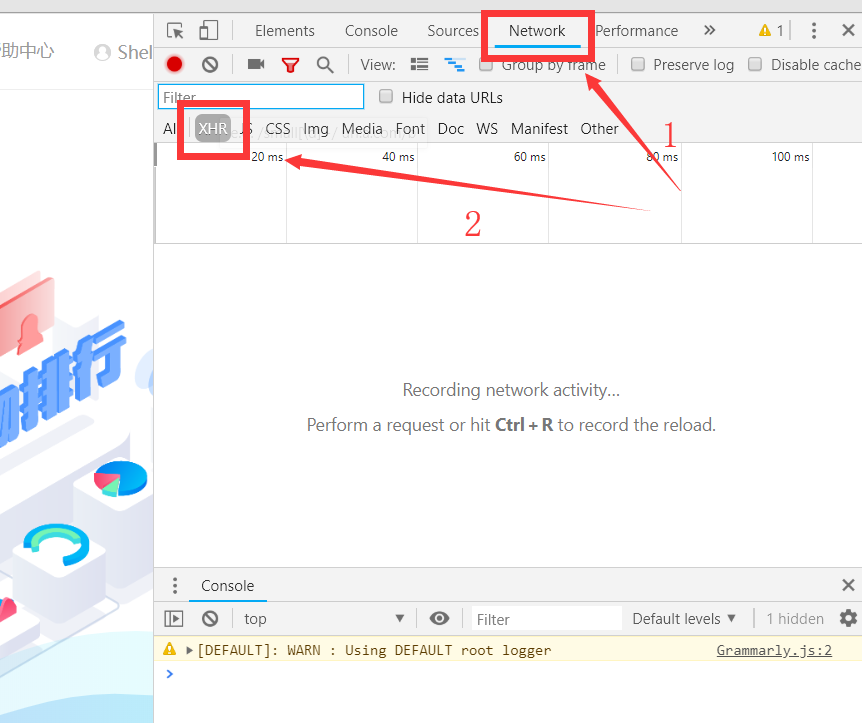 Elements Console Sources Network Performance » 1
助中心 Shel
View: Group by frame Preserve log Disable cache
Filter Hide data URLs
All XHR JS CSS Img Media Font Doc WS Manifest Other
1
20 ms 40 ms 60 ms 80 ms 100 ms
2
排行
Recording network activity…
Perform a request or hit Ctrl + R to record the reload.
Console
top Filter Default levels 1 hidden
[DEFAULT]: WARN : Using DEFAULT root logger Grammarly.js:2